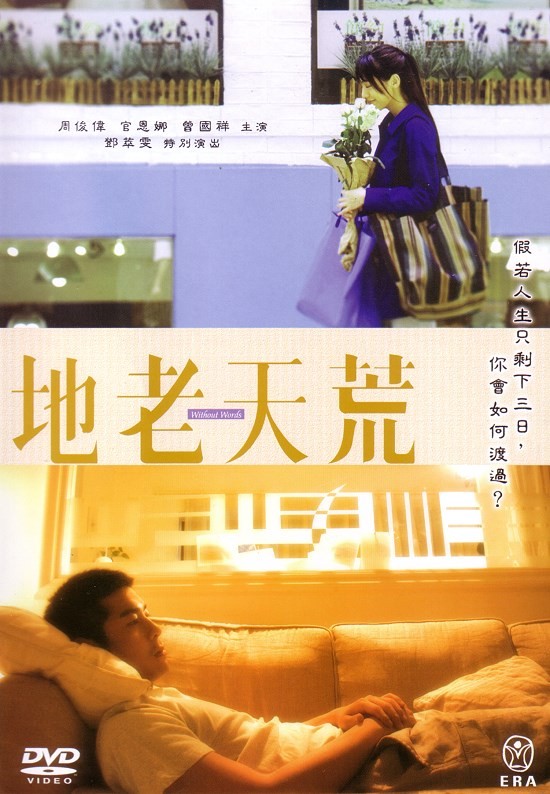 周俊偉 官恩娜 曾國祥 主演
鄧萃雯 特別演出
假若人生只剩下三日，
你會如何渡過？
地老天荒
Without Words
DVD
VIDEO
ERA